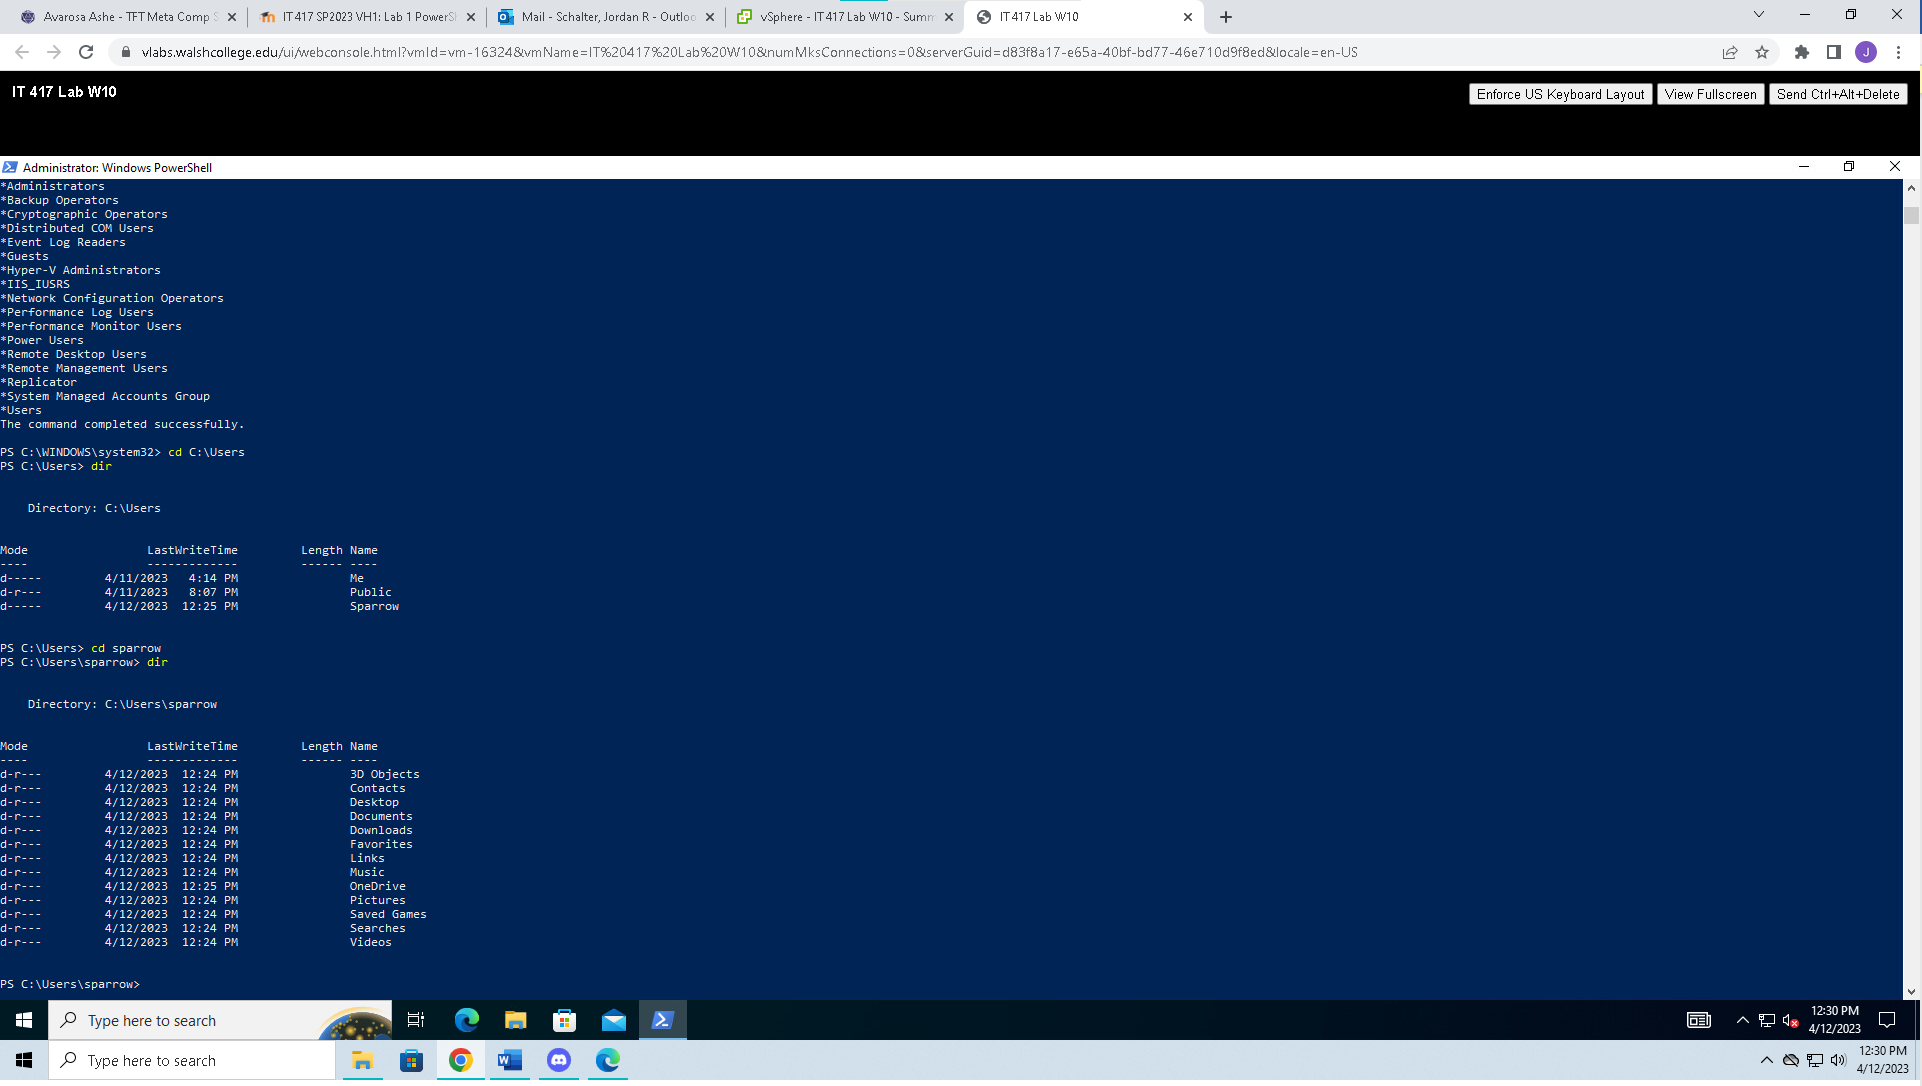 Avarosa Ashe - TFT Meta Comp S
IT417 SP2023 VH1: Lab 1 PowerSh
Mail - Schalter, Jordan R - Outloo
vSphere - IT 417 Lab W10 - Summ
IT 417 Lab W10
vlabs.walshcollege.edu/ui/webconsole.html?vmId=vm-16324&vmName=IT%20417%20Lab%20W10&numMksConnections=0&serverGuid=d83f8a17-e65a-40bf-bd77-46e710d9f8ed&locale=en-US
J
IT 417 Lab W10
Enforce US Keyboard Layout
View Fullscreen
Send Ctrl+Alt+Delete
Administrator: Windows PowerShell
*Administrators
*Backup Operators
*Cryptographic Operators
*Distributed COM Users
*Event Log Readers
*Guests
*Hyper-V Administrators
*IIS_IUSRS
*Network Configuration Operators
*Performance Log Users
*Performance Monitor Users
*Power Users
*Remote Desktop Users
*Remote Management Users
*Replicator
*System Managed Accounts Group
*Users
The command completed successfully.
PS C:\WINDOWS\system32> cd C:\Users
PS C:\Users> dir
Directory: C:\Users
Mode LastWriteTime Length Name
---- ------------- ------ ----
d----- 4/11/2023 4:14 PM Me
d-r--- 4/11/2023 8:07 PM Public
d----- 4/12/2023 12:25 PM Sparrow
PS C:\Users> cd sparrow
PS C:\Users\sparrow> dir
Directory: C:\Users\sparrow
Mode LastWriteTime Length Name
---- ------------- ------ ----
d-r--- 4/12/2023 12:24 PM 3D Objects
d-r--- 4/12/2023 12:24 PM Contacts
d-r--- 4/12/2023 12:24 PM Desktop
d-r--- 4/12/2023 12:24 PM Documents
d-r--- 4/12/2023 12:24 PM Downloads
d-r--- 4/12/2023 12:24 PM Favorites
d-r--- 4/12/2023 12:24 PM Links
d-r--- 4/12/2023 12:24 PM Music
d-r--- 4/12/2023 12:25 PM OneDrive
d-r--- 4/12/2023 12:24 PM Pictures
d-r--- 4/12/2023 12:24 PM Saved Games
d-r--- 4/12/2023 12:24 PM Searches
d-r--- 4/12/2023 12:24 PM Videos
PS C:\Users\sparrow>
Type here to search
12:30 PM
4/12/2023
Type here to search
12:30 PM
4/12/2023